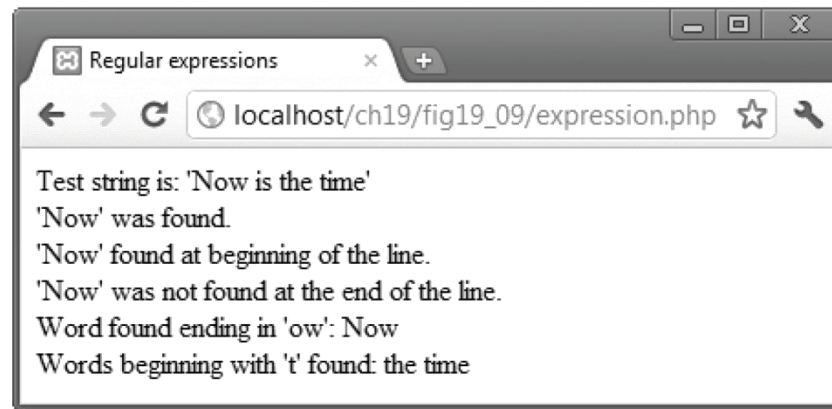 Regular expressions
localhost/ch19/fig19_09/expression.php
Test string is: 'Now is the time'
'Now' was found.
'Now' found at beginning of the line.
'Now' was not found at the end of the line.
Word found ending in 'ow': Now
Words beginning with 't' found: the time